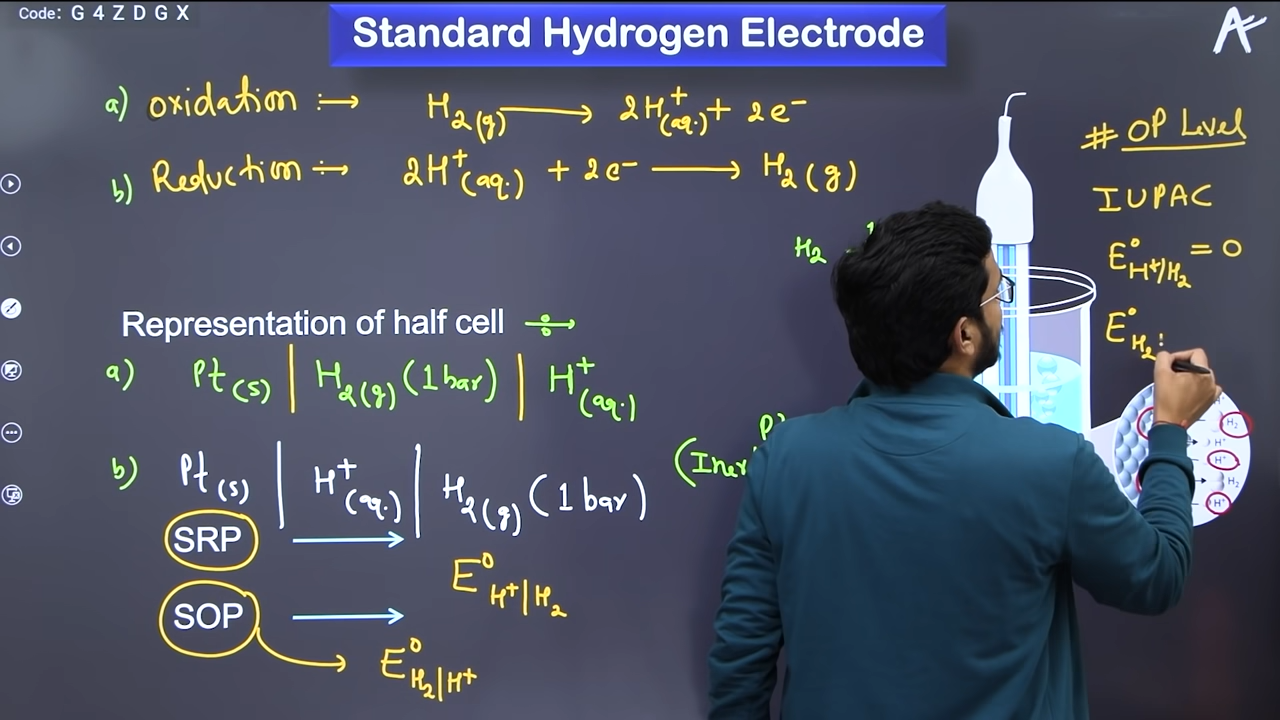 Code: G 4 Z D G X
Standard Hydrogen Electrode
a) oxidation :→ H₂(g) → 2H⁺(aq.) + 2e⁻
b) Reduction :→ 2H⁺(aq.) + 2e⁻ → H₂(g)
# OP Level
IUPAC
E°H⁺/H₂ = 0
E°H₂
H₂
Representation of half cell
a) Pt(s) | H₂(g) (1 bar) | H⁺(aq.)
b) Pt(s) | H⁺(aq.) | H₂(g) (1 bar)
SRP → E°H⁺|H₂
SOP → E°H₂|H⁺
H₂
H⁺
H⁺
H₂
H⁺